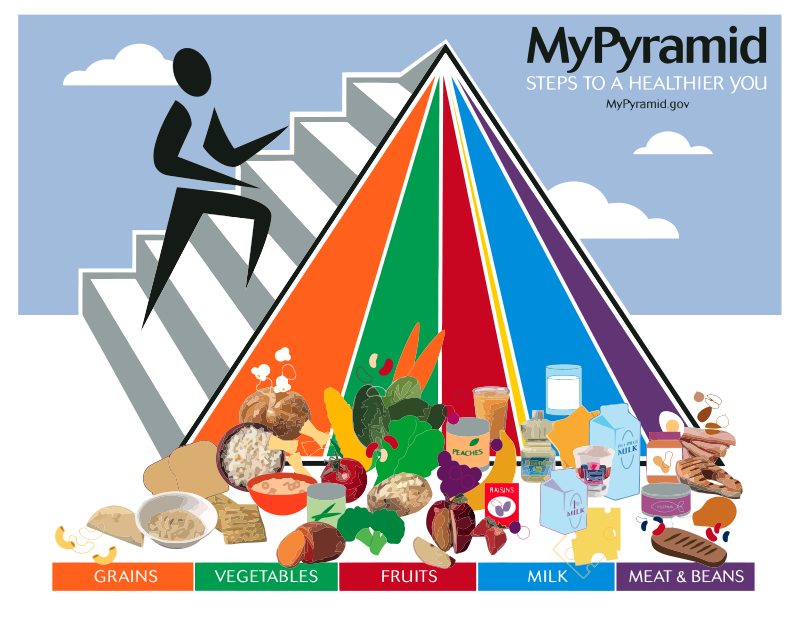 MyPyramid
STEPS TO A HEALTHIER YOU
MyPyramid.gov
PEACHES
RAISINS
MILK
MILK
GRAINS
VEGETABLES
FRUITS
MILK
MEAT & BEANS